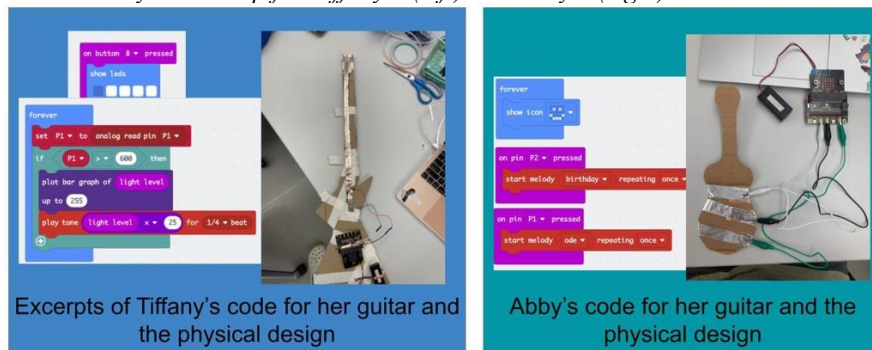 on button B pressed
show leds
forever
set P1 to analog read pin P1
if P1 > 600 then
plot bar graph of light level
up to 255
play tone light level x 25 for 1/4 beat
Excerpts of Tiffany's code for her guitar and
the physical design
forever
show icon
on pin P2 pressed
start melody birthday repeating once
on pin P1 pressed
start melody ode repeating once
Abby's code for her guitar and the
physical design